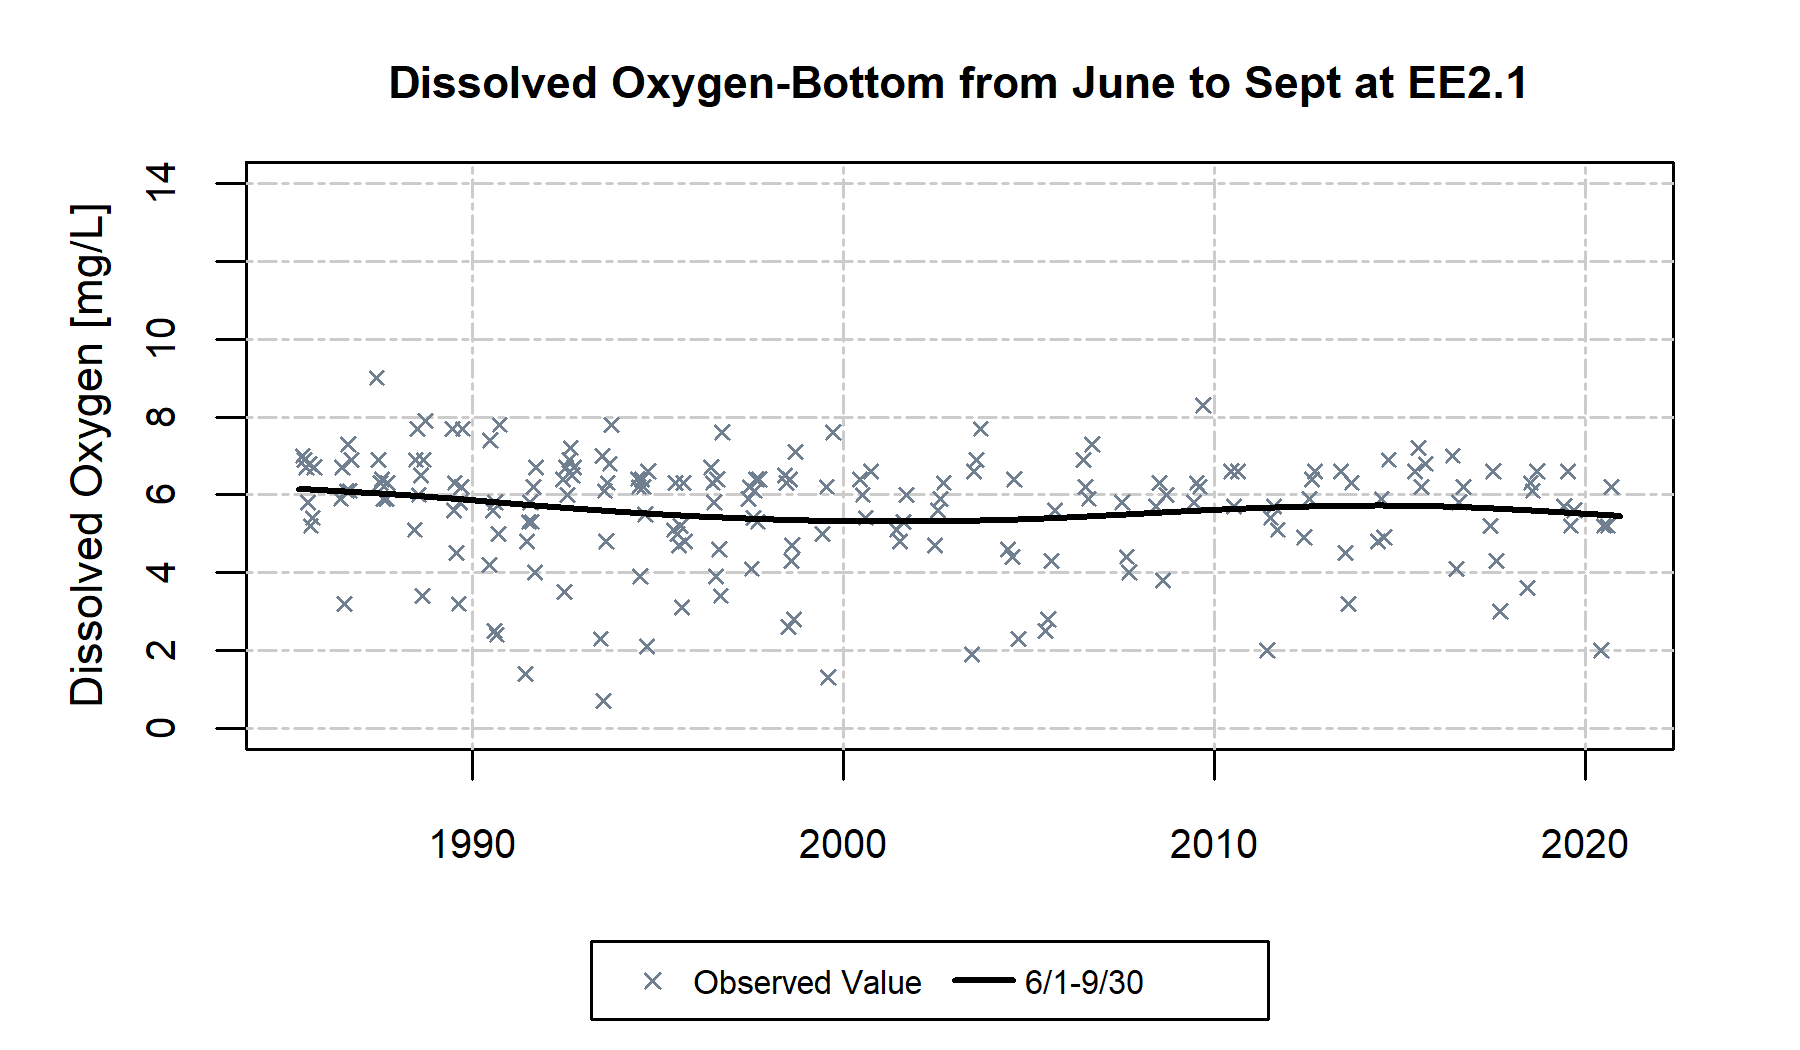 Dissolved Oxygen-Bottom from June to Sept at EE2.1
Dissolved Oxygen [mg/L]
14
10
8
6
4
2
0
1990 2000 2010 2020
Observed Value 6/1-9/30